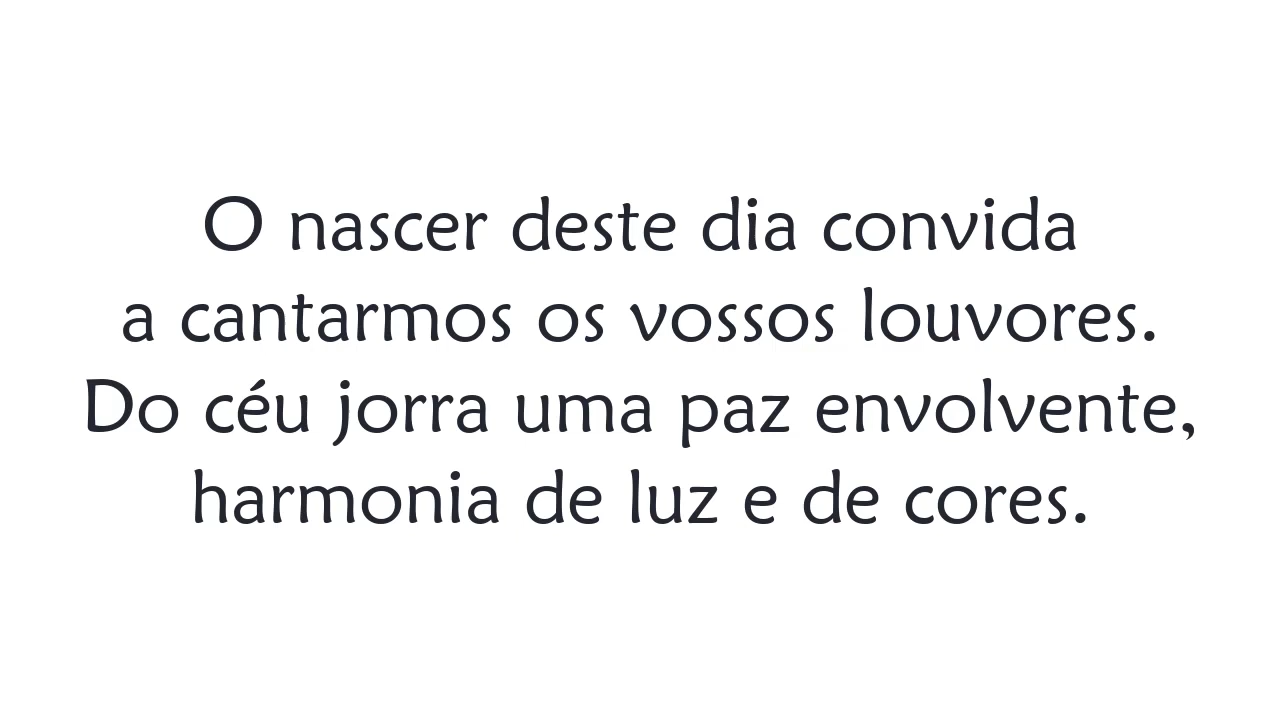 O nascer deste dia convida
a cantarmos os vossos louvores.
Do céu jorra uma paz envolvente,
harmonia de luz e de cores.